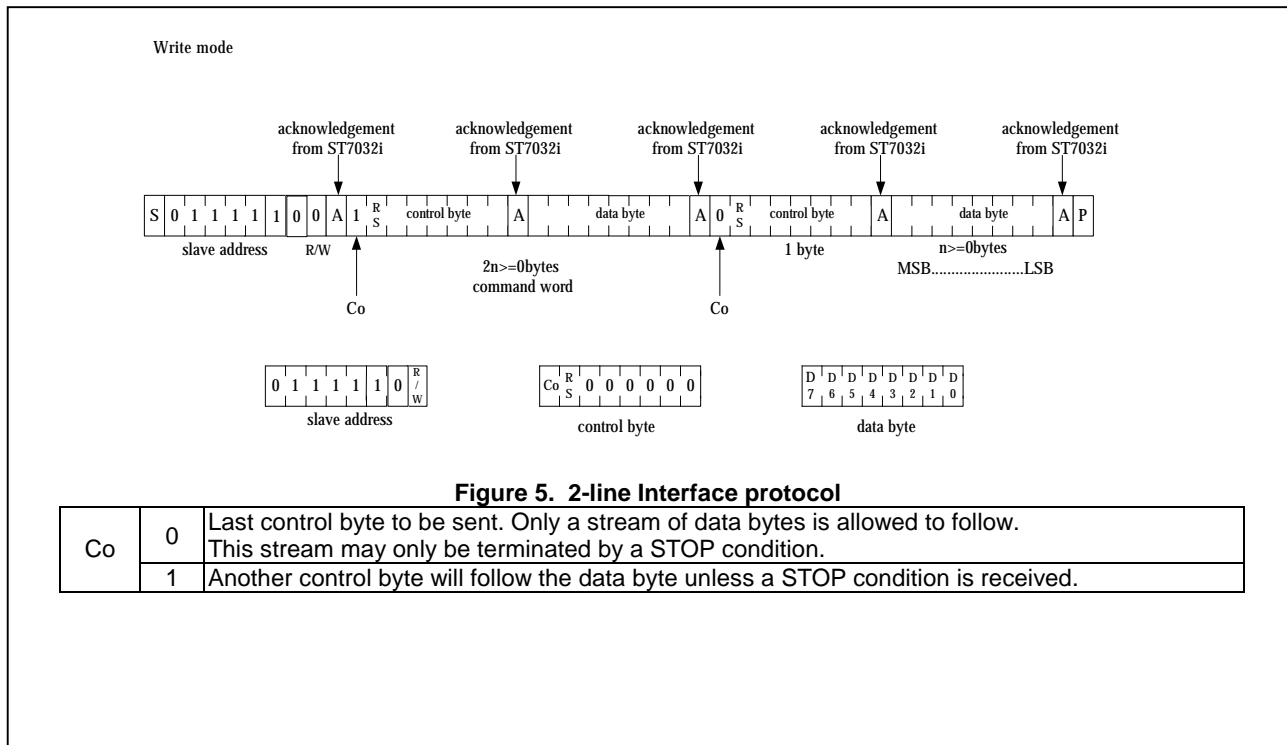 Write mode
acknowledgement from ST7032i
acknowledgement from ST7032i
acknowledgement from ST7032i
acknowledgement from ST7032i
acknowledgement from ST7032i
S 0 1 1 1 1 1 0 0 A 1 RS control byte A data byte A 0 RS control byte A data byte A P
slave address R/W 1 byte n>=0bytes
2n>=0bytes MSB........................LSB
command word
Co Co
0 1 1 1 1 1 0 R/W Co RS 0 0 0 0 0 0 D7 D6 D5 D4 D3 D2 D1 D0
slave address control byte data byte
Figure 5. 2-line Interface protocol
Co 0 Last control byte to be sent. Only a stream of data bytes is allowed to follow.
This stream may only be terminated by a STOP condition.
1 Another control byte will follow the data byte unless a STOP condition is received.